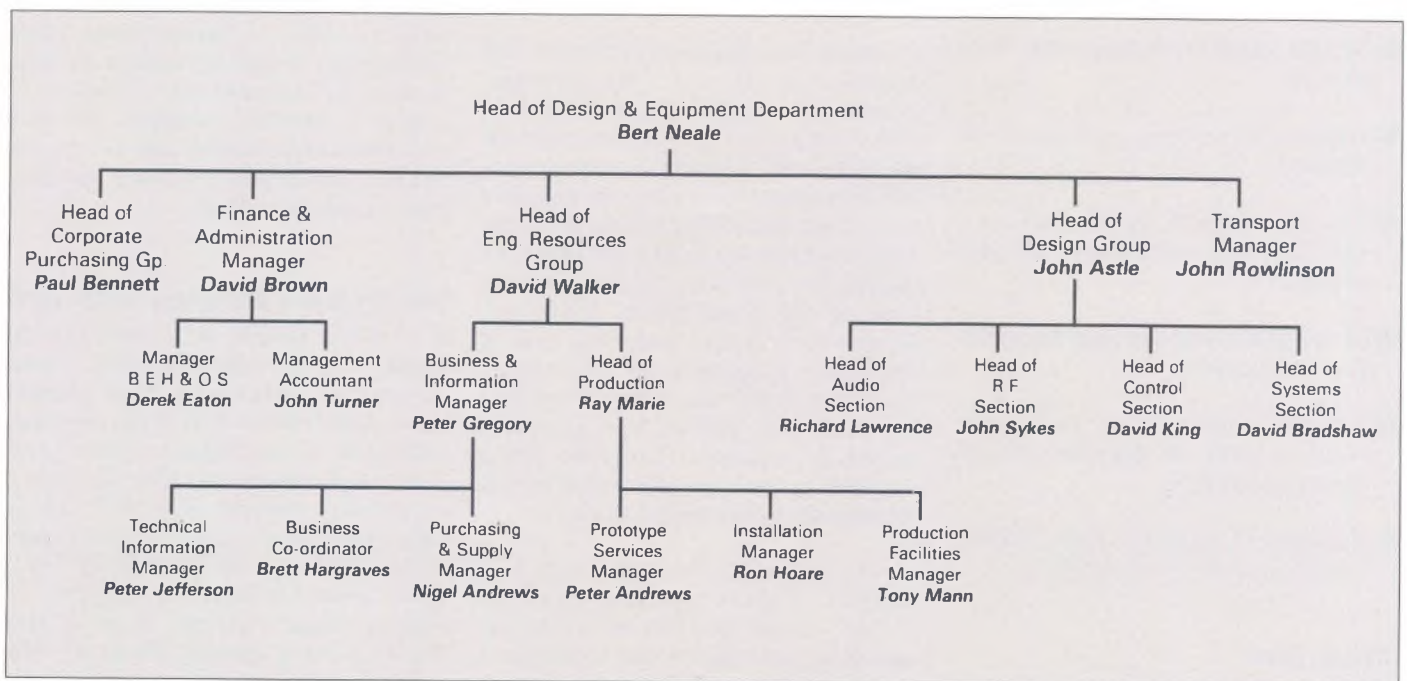 Head of Design & Equipment Department
Bert Neale
Head of
Corporate
Purchasing Gp
Paul Bennett
Finance &
Administration
Manager
David Brown
Head of
Eng. Resources
Group
David Walker
Head of
Design Group
John Astle
Transport
Manager
John Rowlinson
Manager
B E H & O S
Derek Eaton
Management
Accountant
John Turner
Business &
Information
Manager
Peter Gregory
Head of
Production
Ray Marie
Head of
Audio
Section
Richard Lawrence
Head of
R F
Section
John Sykes
Head of
Control
Section
David King
Head of
Systems
Section
David Bradshaw
Technical
Information
Manager
Peter Jefferson
Business
Co-ordinator
Brett Hargraves
Purchasing
& Supply
Manager
Nigel Andrews
Prototype
Services
Manager
Peter Andrews
Installation
Manager
Ron Hoare
Production
Facilities
Manager
Tony Mann